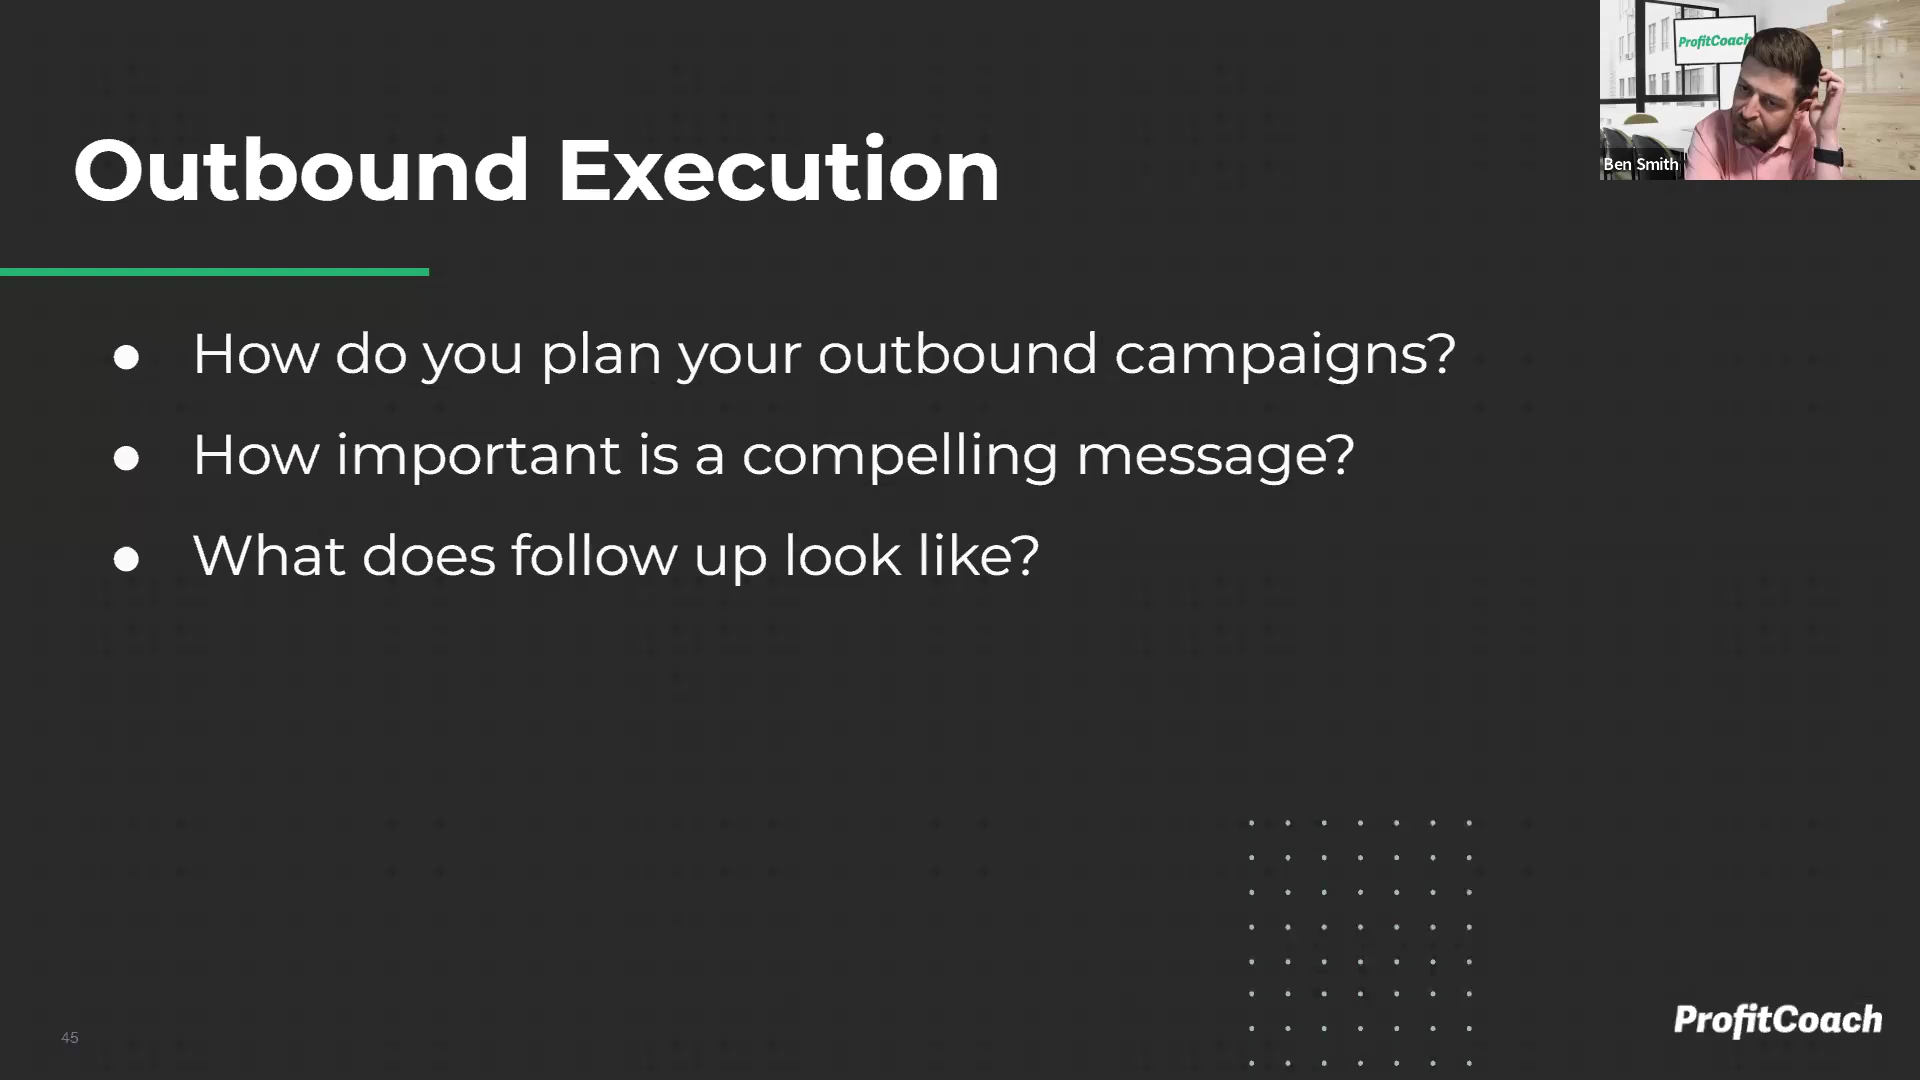 ProfitCoach
Ben Smith
Outbound Execution
● How do you plan your outbound campaigns?
● How important is a compelling message?
● What does follow up look like?
45
ProfitCoach